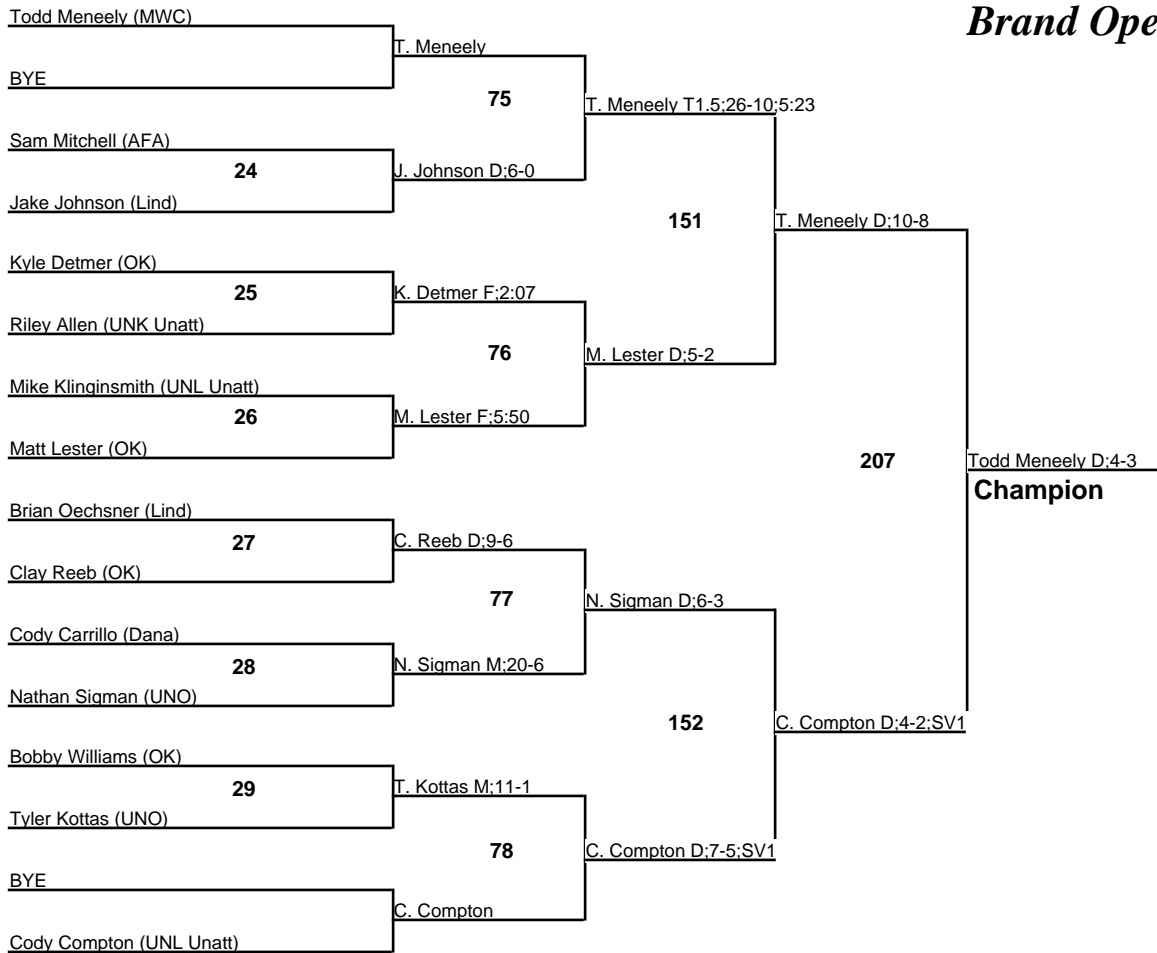 Brand Ope
Todd Meneely (MWC)
BYE
Sam Mitchell (AFA)
24
Jake Johnson (Lind)
Kyle Detmer (OK)
25
Riley Allen (UNK Unatt)
Mike Klinginsmith (UNL Unatt)
26
Matt Lester (OK)
Brian Oechsner (Lind)
27
Clay Reeb (OK)
Cody Carrillo (Dana)
28
Nathan Sigman (UNO)
Bobby Williams (OK)
29
Tyler Kottas (UNO)
BYE
Cody Compton (UNL Unatt)
T. Meneely
75
J. Johnson D;6-0
K. Detmer F;2:07
76
M. Lester F;5:50
C. Reeb D;9-6
77
N. Sigman M;20-6
T. Kottas M;11-1
78
C. Compton
T. Meneely T1.5;26-10;5:23
151
M. Lester D;5-2
N. Sigman D;6-3
152
C. Compton D;7-5;SV1
T. Meneely D;10-8
207
C. Compton D;4-2;SV1
Todd Meneely D;4-3
Champion